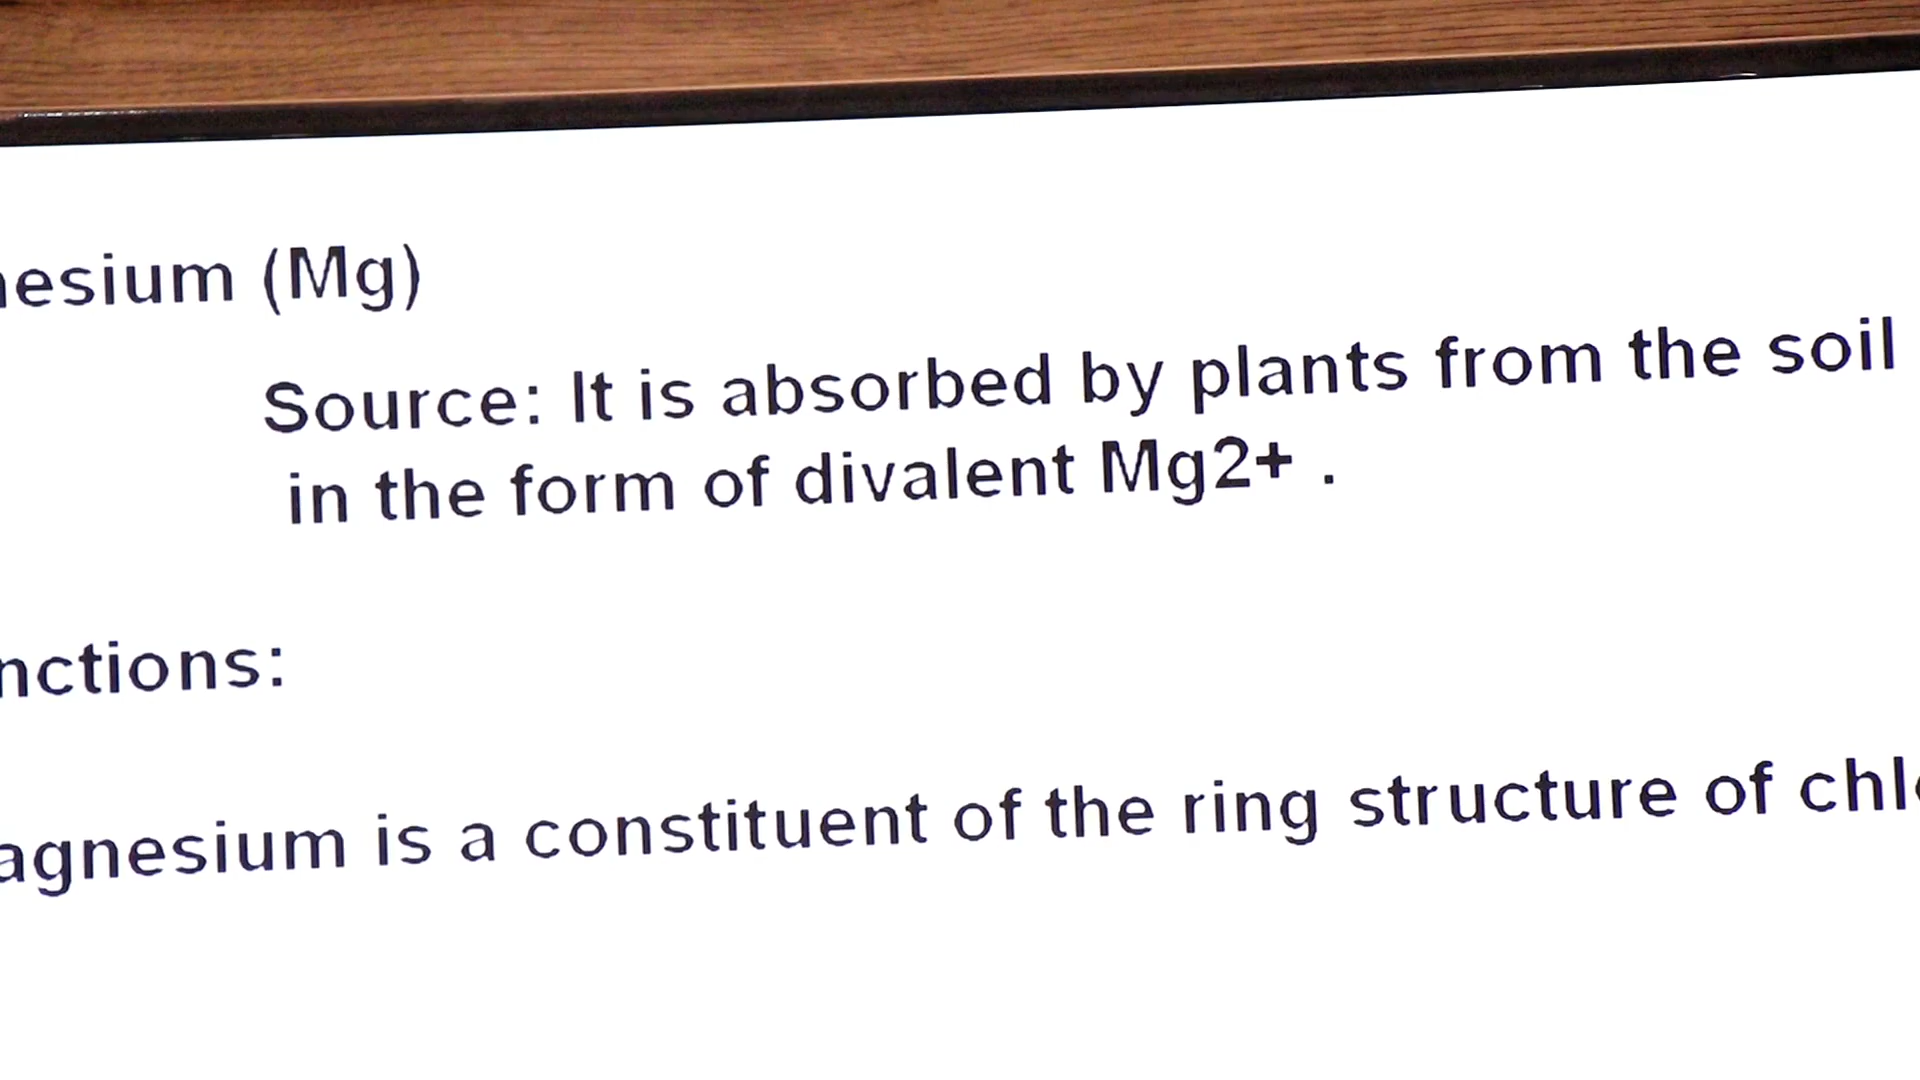 nesium (Mg)
Source: It is absorbed by plants from the soil
in the form of divalent Mg2+ .
nctions:
agnesium is a constituent of the ring structure of chl